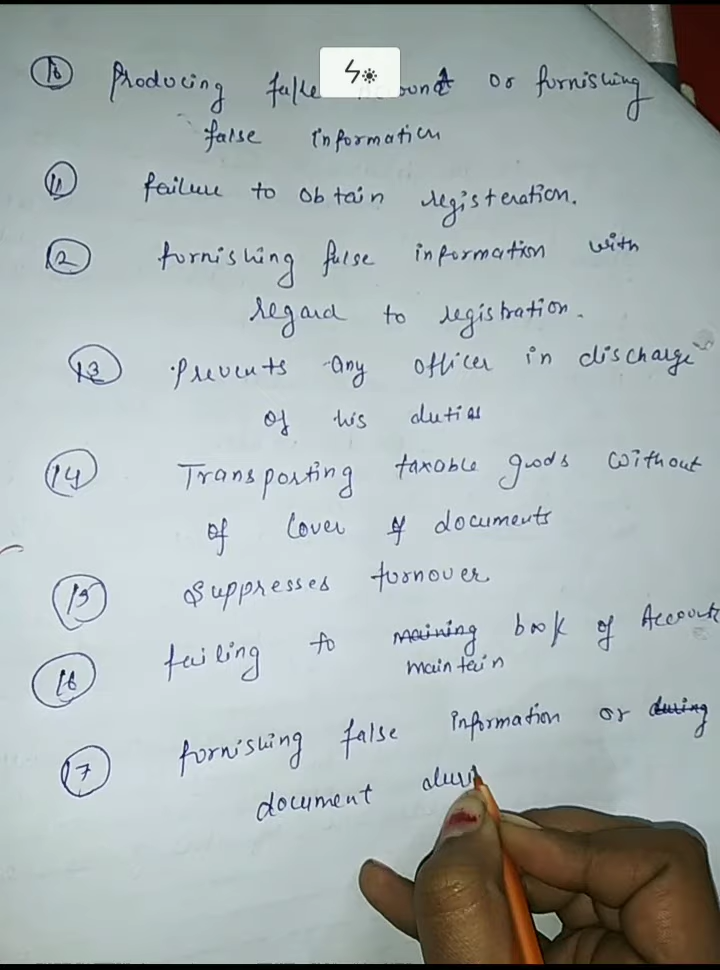 10 Producing false Account or furnishing
false information
11 failure to obtain registeration.
12 furnishing false information with
regard to registration.
13 Prevents any officer in discharge
of his duties
14 Transporting taxable goods without
of cover of documents
15 Suppresses turnover
16 failing to maining book of Accounts
maintain
17 furnishing false information or during
document duri